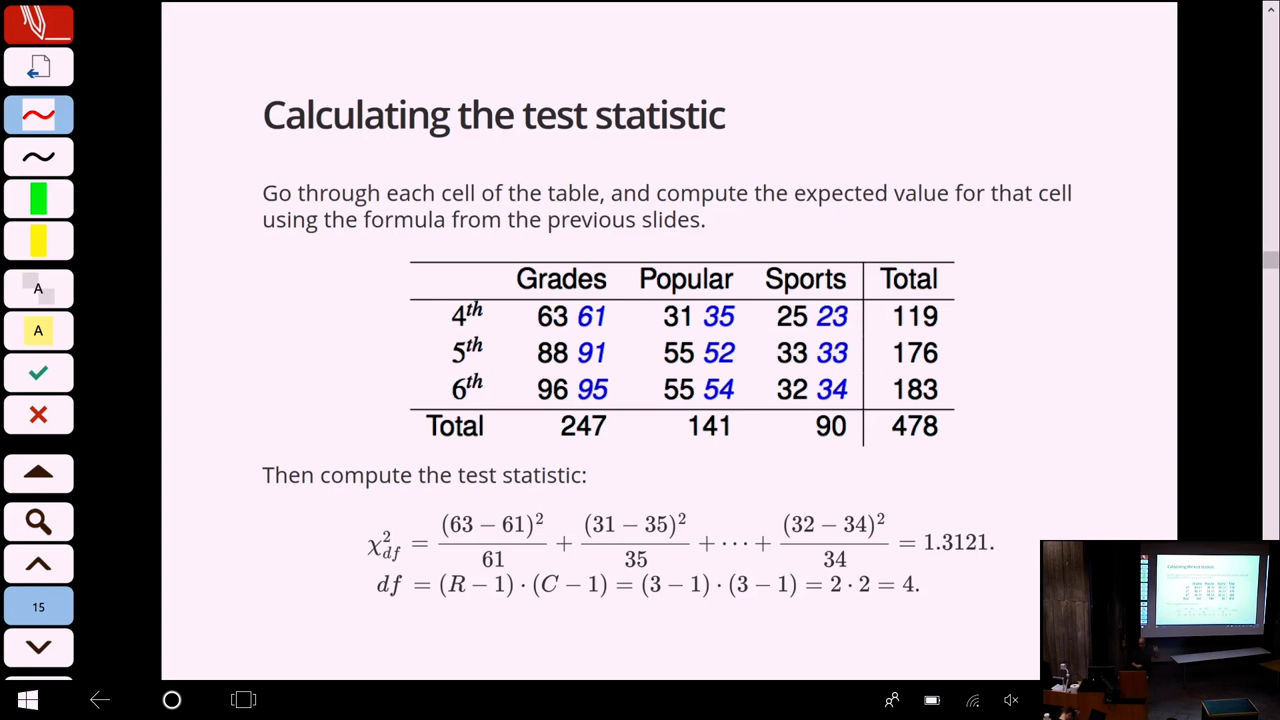 Calculating the test statistic
Go through each cell of the table, and compute the expected value for that cell
using the formula from the previous slides.
Grades Popular Sports Total
4th 63 61 31 35 25 23 119
5th 88 91 55 52 33 33 176
6th 96 95 55 54 32 34 183
Total 247 141 90 478
Then compute the test statistic:
χ²_df = (63 − 61)²/61 + (31 − 35)²/35 + ⋯ + (32 − 34)²/34 = 1.3121.
df = (R − 1) · (C − 1) = (3 − 1) · (3 − 1) = 2 · 2 = 4.
A
A
15